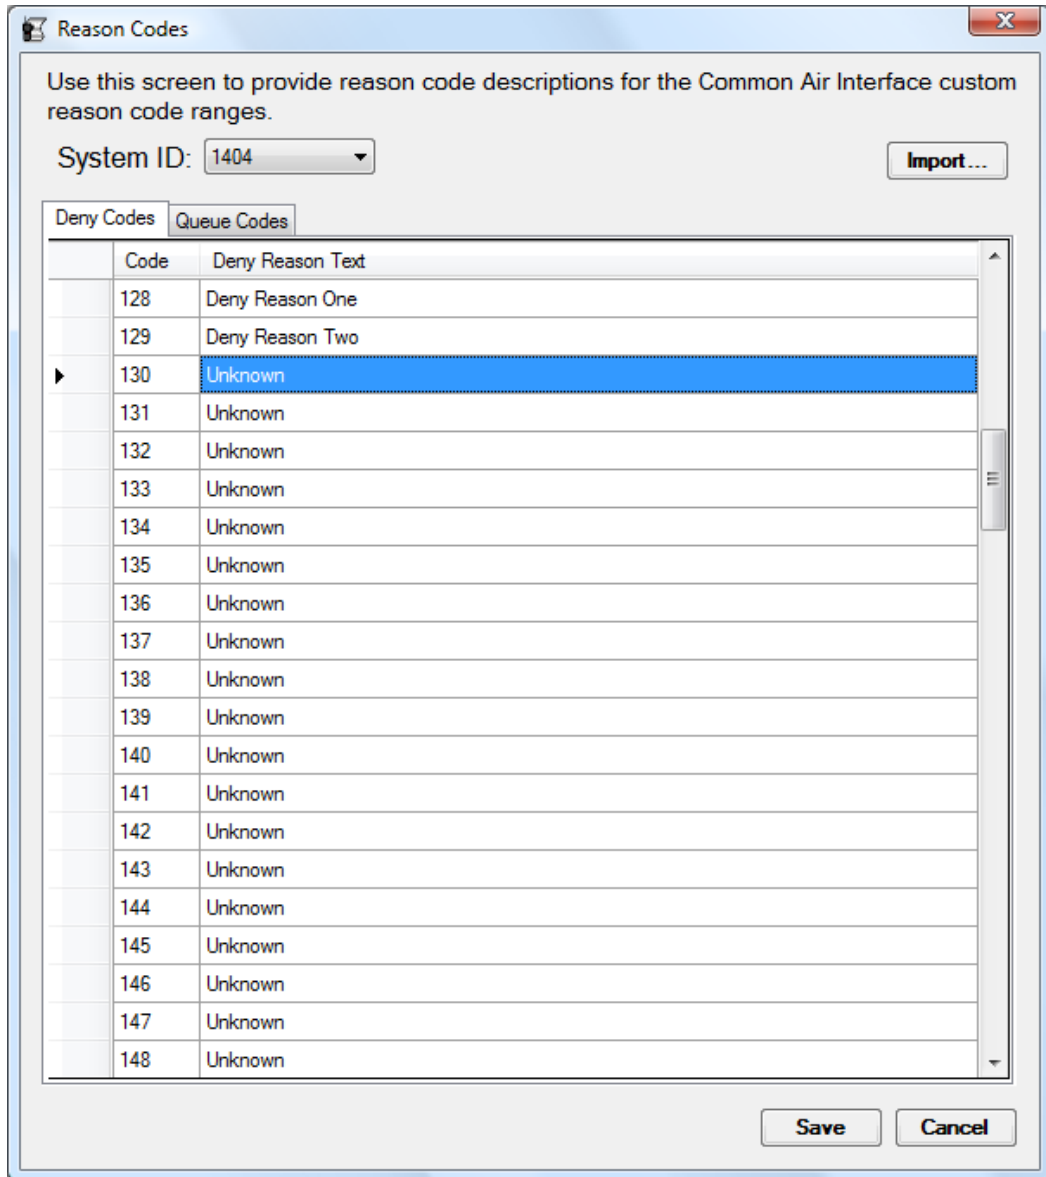 Reason Codes
Use this screen to provide reason code descriptions for the Common Air Interface custom
reason code ranges.
System ID: 1404 Import...
Deny Codes Queue Codes
Code Deny Reason Text
128 Deny Reason One
129 Deny Reason Two
130 Unknown
131 Unknown
132 Unknown
133 Unknown
134 Unknown
135 Unknown
136 Unknown
137 Unknown
138 Unknown
139 Unknown
140 Unknown
141 Unknown
142 Unknown
143 Unknown
144 Unknown
145 Unknown
146 Unknown
147 Unknown
148 Unknown
Save Cancel